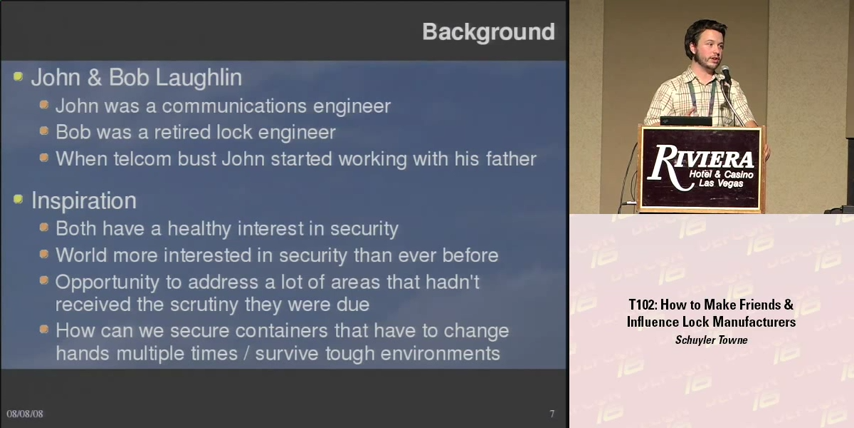 Background
John & Bob Laughlin
John was a communications engineer
Bob was a retired lock engineer
When telcom bust John started working with his father
Inspiration
Both have a healthy interest in security
World more interested in security than ever before
Opportunity to address a lot of areas that hadn't
received the scrutiny they were due
How can we secure containers that have to change
hands multiple times / survive tough environments
08/08/08
7
RIVIERA
Hotel & Casino
Las Vegas
T102: How to Make Friends &
Influence Lock Manufacturers
Schuyler Towne